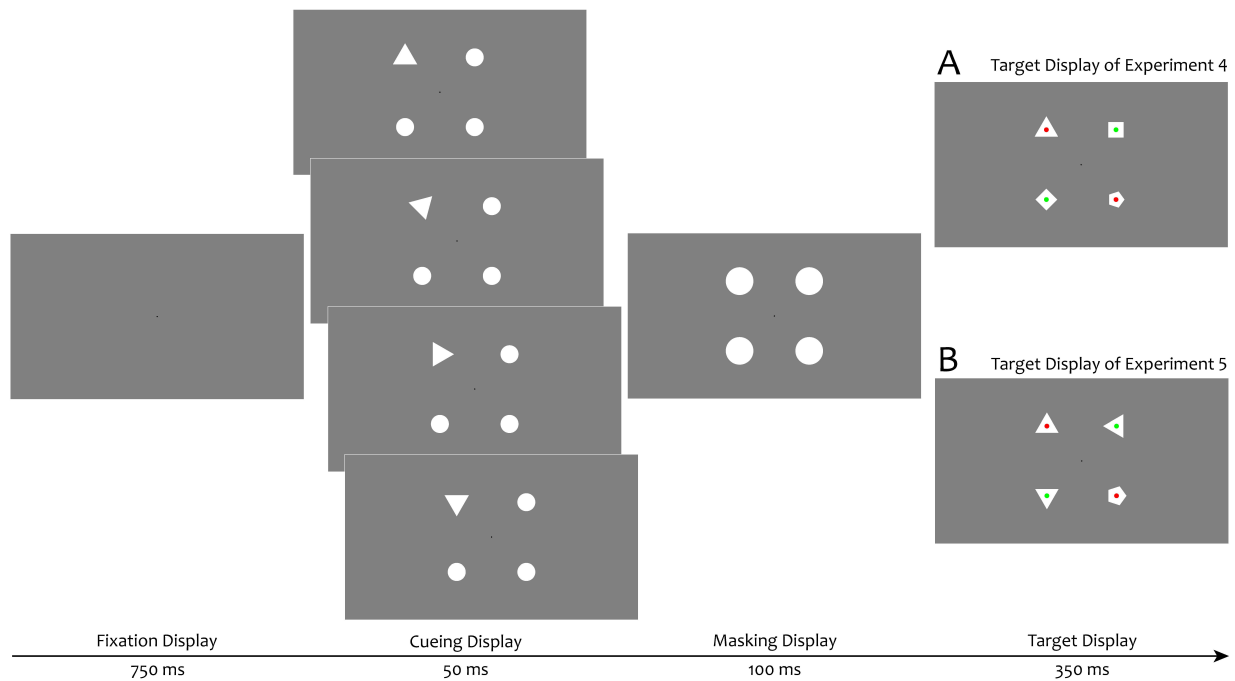 A
Target Display of Experiment 4
B
Target Display of Experiment 5
Fixation Display
Cueing Display
Masking Display
Target Display
750 ms
50 ms
100 ms
350 ms